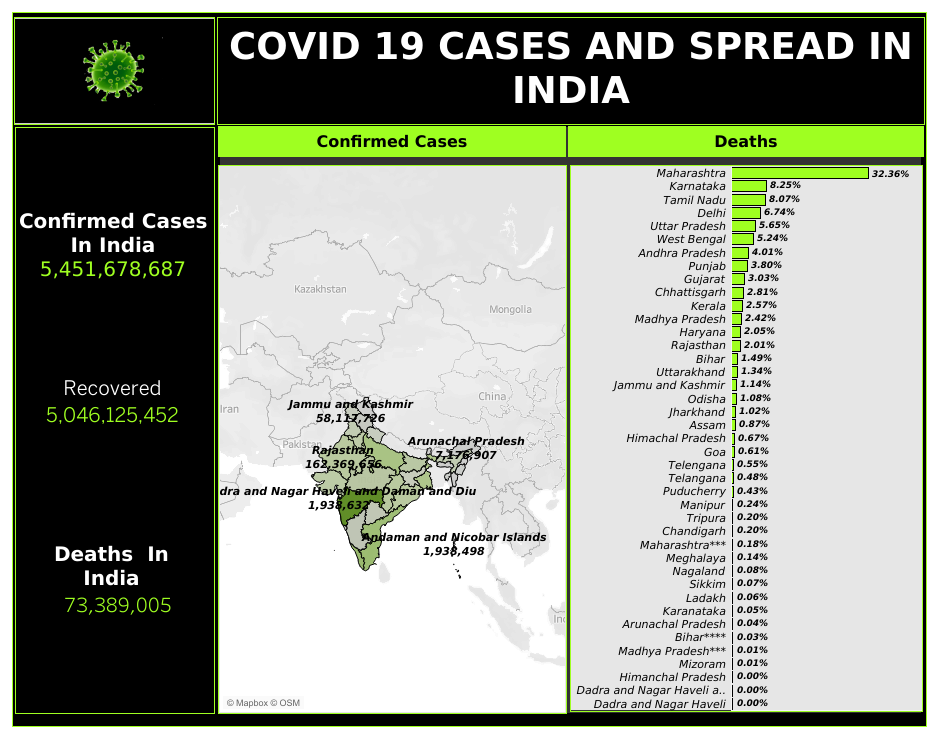 COVID 19 CASES AND SPREAD IN
INDIA
Confirmed Cases
In India
5,451,678,687
Recovered
5,046,125,452
Deaths In
India
73,389,005
Confirmed Cases
Kazakhstan
Mongolia
China
Iran
Pakistan
Jammu and Kashmir
58,117,726
Arunachal Pradesh
7,176,907
Rajasthan
162,369,656
dra and Nagar Haveli and Daman and Diu
1,938,632
Andaman and Nicobar Islands
1,938,498
Inc
© Mapbox © OSM
Deaths
Maharashtra 32.36%
Karnataka 8.25%
Tamil Nadu 8.07%
Delhi 6.74%
Uttar Pradesh 5.65%
West Bengal 5.24%
Andhra Pradesh 4.01%
Punjab 3.80%
Gujarat 3.03%
Chhattisgarh 2.81%
Kerala 2.57%
Madhya Pradesh 2.42%
Haryana 2.05%
Rajasthan 2.01%
Bihar 1.49%
Uttarakhand 1.34%
Jammu and Kashmir 1.14%
Odisha 1.08%
Jharkhand 1.02%
Assam 0.87%
Himachal Pradesh 0.67%
Goa 0.61%
Telengana 0.55%
Telangana 0.48%
Puducherry 0.43%
Manipur 0.24%
Tripura 0.20%
Chandigarh 0.20%
Maharashtra*** 0.18%
Meghalaya 0.14%
Nagaland 0.08%
Sikkim 0.07%
Ladakh 0.06%
Karanataka 0.05%
Arunachal Pradesh 0.04%
Bihar**** 0.03%
Madhya Pradesh*** 0.01%
Mizoram 0.01%
Himanchal Pradesh 0.00%
Dadra and Nagar Haveli a.. 0.00%
Dadra and Nagar Haveli 0.00%